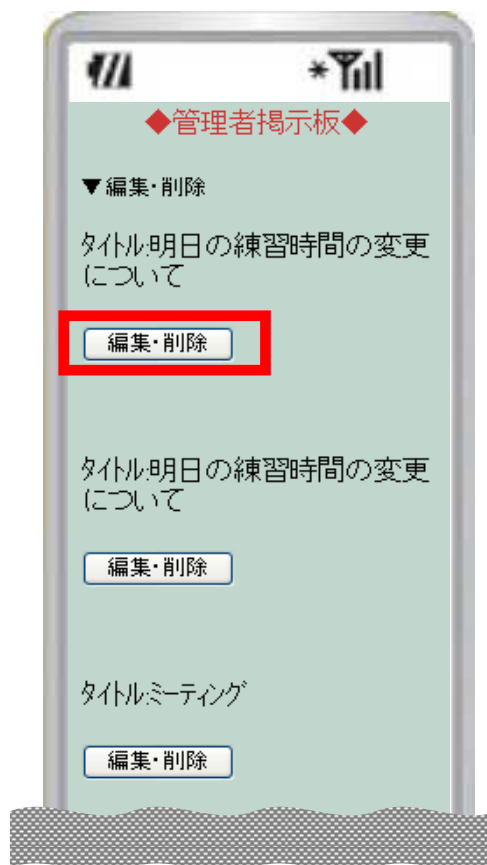 ◆管理者掲示板◆
▼編集・削除
ﾀｲﾄﾙ:明日の練習時間の変更
について
編集・削除
ﾀｲﾄﾙ:明日の練習時間の変更
について
編集・削除
ﾀｲﾄﾙ:ﾐｰﾃｨﾝｸﾞ
編集・削除